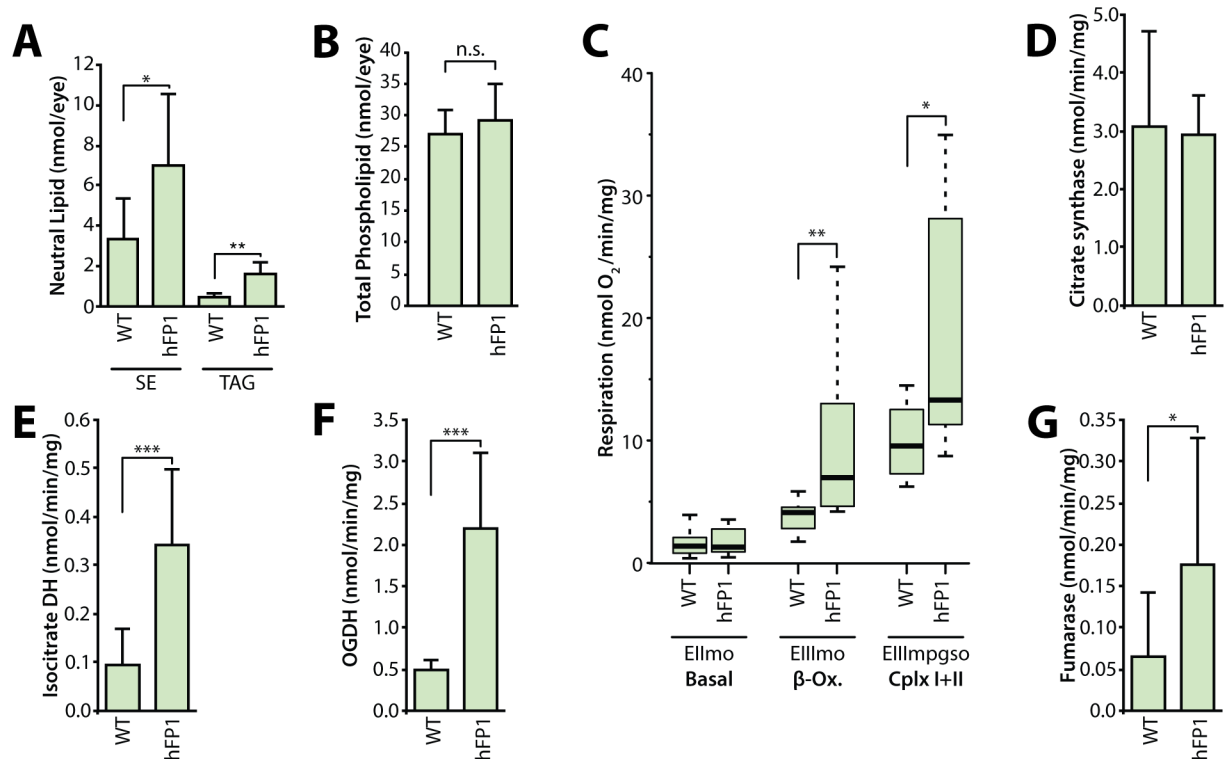 A
Neutral Lipid (nmol/eye)
12
10
8
6
4
2
0
*
**
WT
hFP1
WT
hFP1
SE
TAG
B
Total Phospholipid (nmol/eye)
40
35
30
25
20
15
10
5
0
n.s.
WT
hFP1
C
Respiration (nmol O2/min/mg)
40
30
20
10
0
**
*
WT
hFP1
WT
hFP1
WT
hFP1
EIImo
Basal
EIIImo
β-Ox.
EIIImpgso
Cplx I+II
D
Citrate synthase (nmol/min/mg)
5.0
4.0
3.0
2.0
1.0
0.0
WT
hFP1
E
Isocitrate DH (nmol/min/mg)
0.6
0.5
0.4
0.3
0.2
0.1
0.0
***
WT
hFP1
F
OGDH (nmol/min/mg)
3.5
3.0
2.5
2.0
1.5
1.0
0.5
0.0
***
WT
hFP1
G
Fumarase (nmol/min/mg)
0.35
0.30
0.25
0.20
0.15
0.10
0.05
0.0
*
WT
hFP1